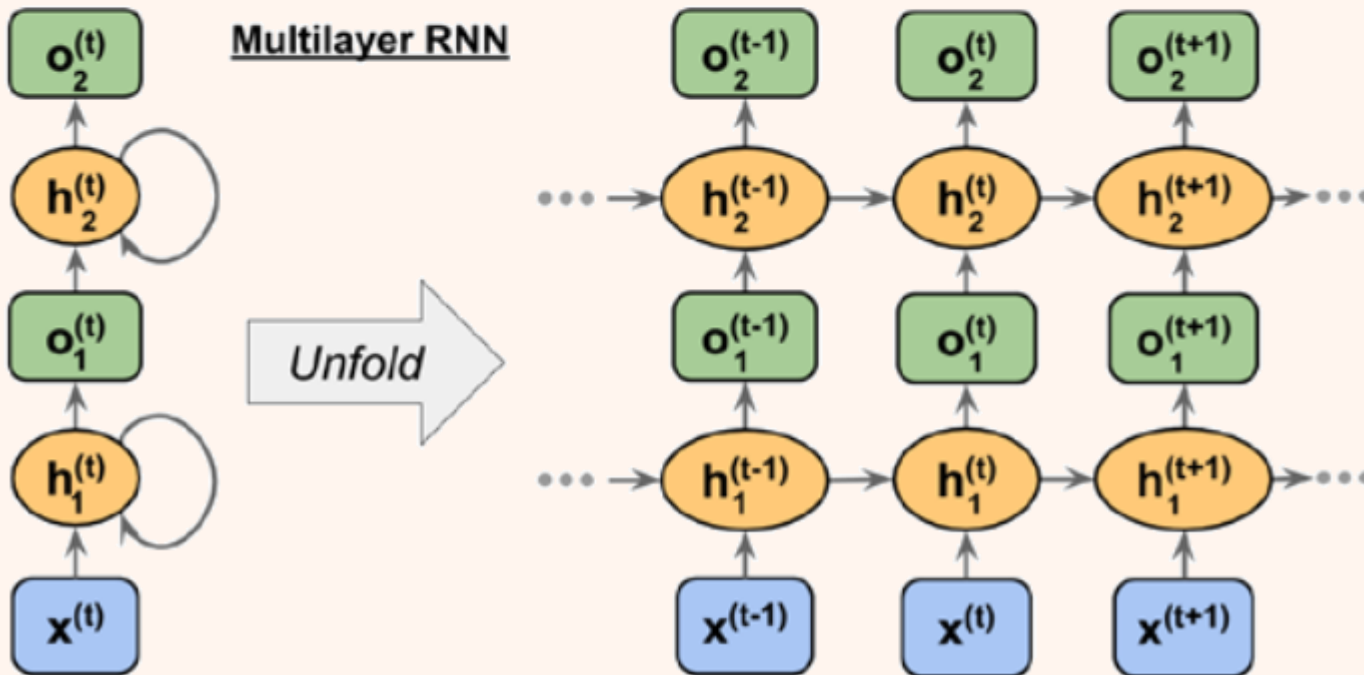 Multilayer RNN
o₂⁽ᵗ⁾ o₂⁽ᵗ⁻¹⁾ o₂⁽ᵗ⁾ o₂⁽ᵗ⁺¹⁾
h₂⁽ᵗ⁾ ••• h₂⁽ᵗ⁻¹⁾ h₂⁽ᵗ⁾ h₂⁽ᵗ⁺¹⁾ •••
o₁⁽ᵗ⁾ Unfold o₁⁽ᵗ⁻¹⁾ o₁⁽ᵗ⁾ o₁⁽ᵗ⁺¹⁾
h₁⁽ᵗ⁾ ••• h₁⁽ᵗ⁻¹⁾ h₁⁽ᵗ⁾ h₁⁽ᵗ⁺¹⁾ •••
x⁽ᵗ⁾ x⁽ᵗ⁻¹⁾ x⁽ᵗ⁾ x⁽ᵗ⁺¹⁾